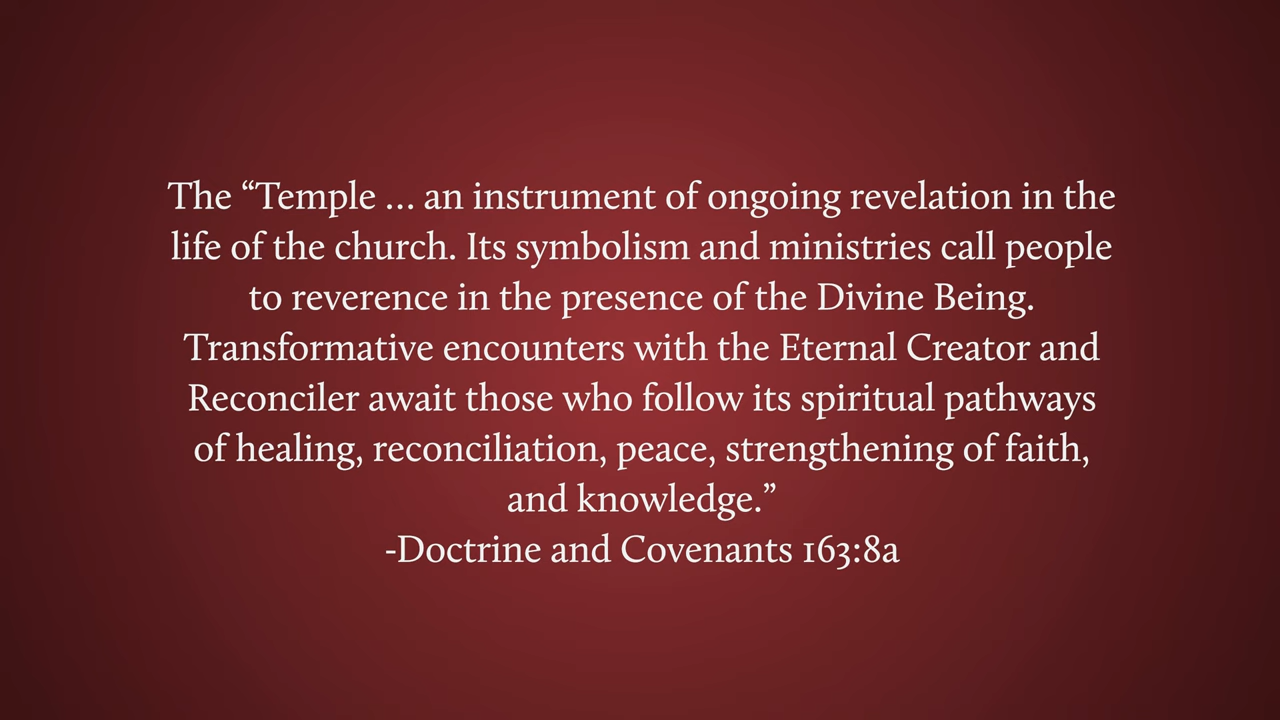 The “Temple ... an instrument of ongoing revelation in the
life of the church. Its symbolism and ministries call people
to reverence in the presence of the Divine Being.
Transformative encounters with the Eternal Creator and
Reconciler await those who follow its spiritual pathways
of healing, reconciliation, peace, strengthening of faith,
and knowledge.”
-Doctrine and Covenants 163:8a